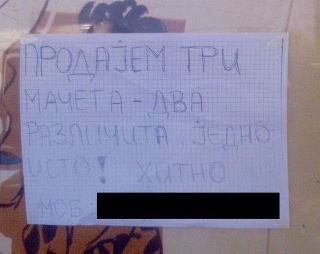 ПРОДАЈЕМ ТРИ
МАЧЕТА - ДВА
РАЗЛИЧИТА, ЈЕДНО
ИСТО! ХИТНО
МОБ: